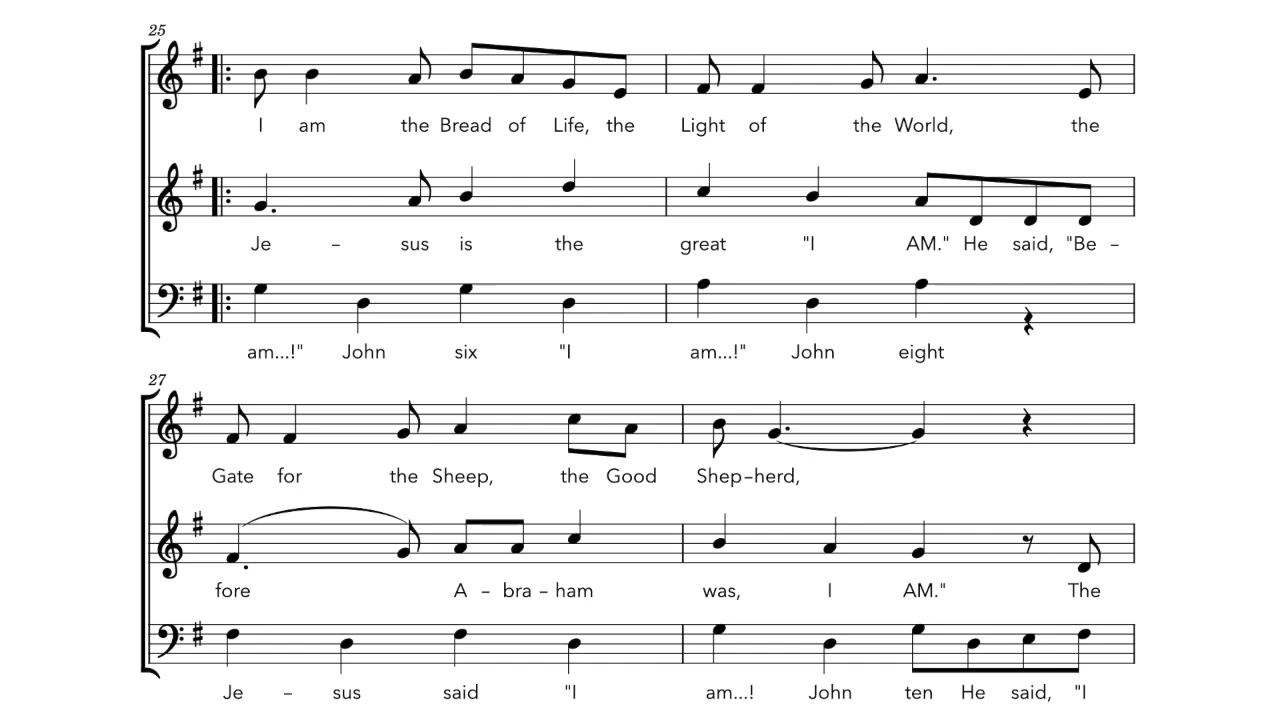 25
I am the Bread of Life, the Light of the World, the
Je – sus is the great "I AM." He said, "Be –
am...!" John six "I am...!" John eight
27
Gate for the Sheep, the Good Shep–herd,
fore A – bra – ham was, I AM." The
Je – sus said "I am...! John ten He said, "I